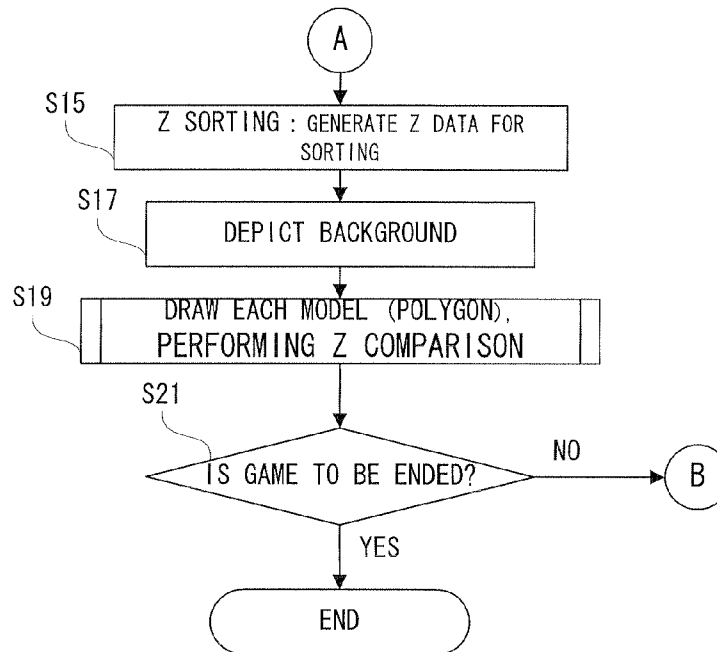 A
S15
Z SORTING : GENERATE Z DATA FOR
SORTING
S17
DEPICT BACKGROUND
S19
DRAW EACH MODEL (POLYGON),
PERFORMING Z COMPARISON
S21
IS GAME TO BE ENDED?
NO
B
YES
END